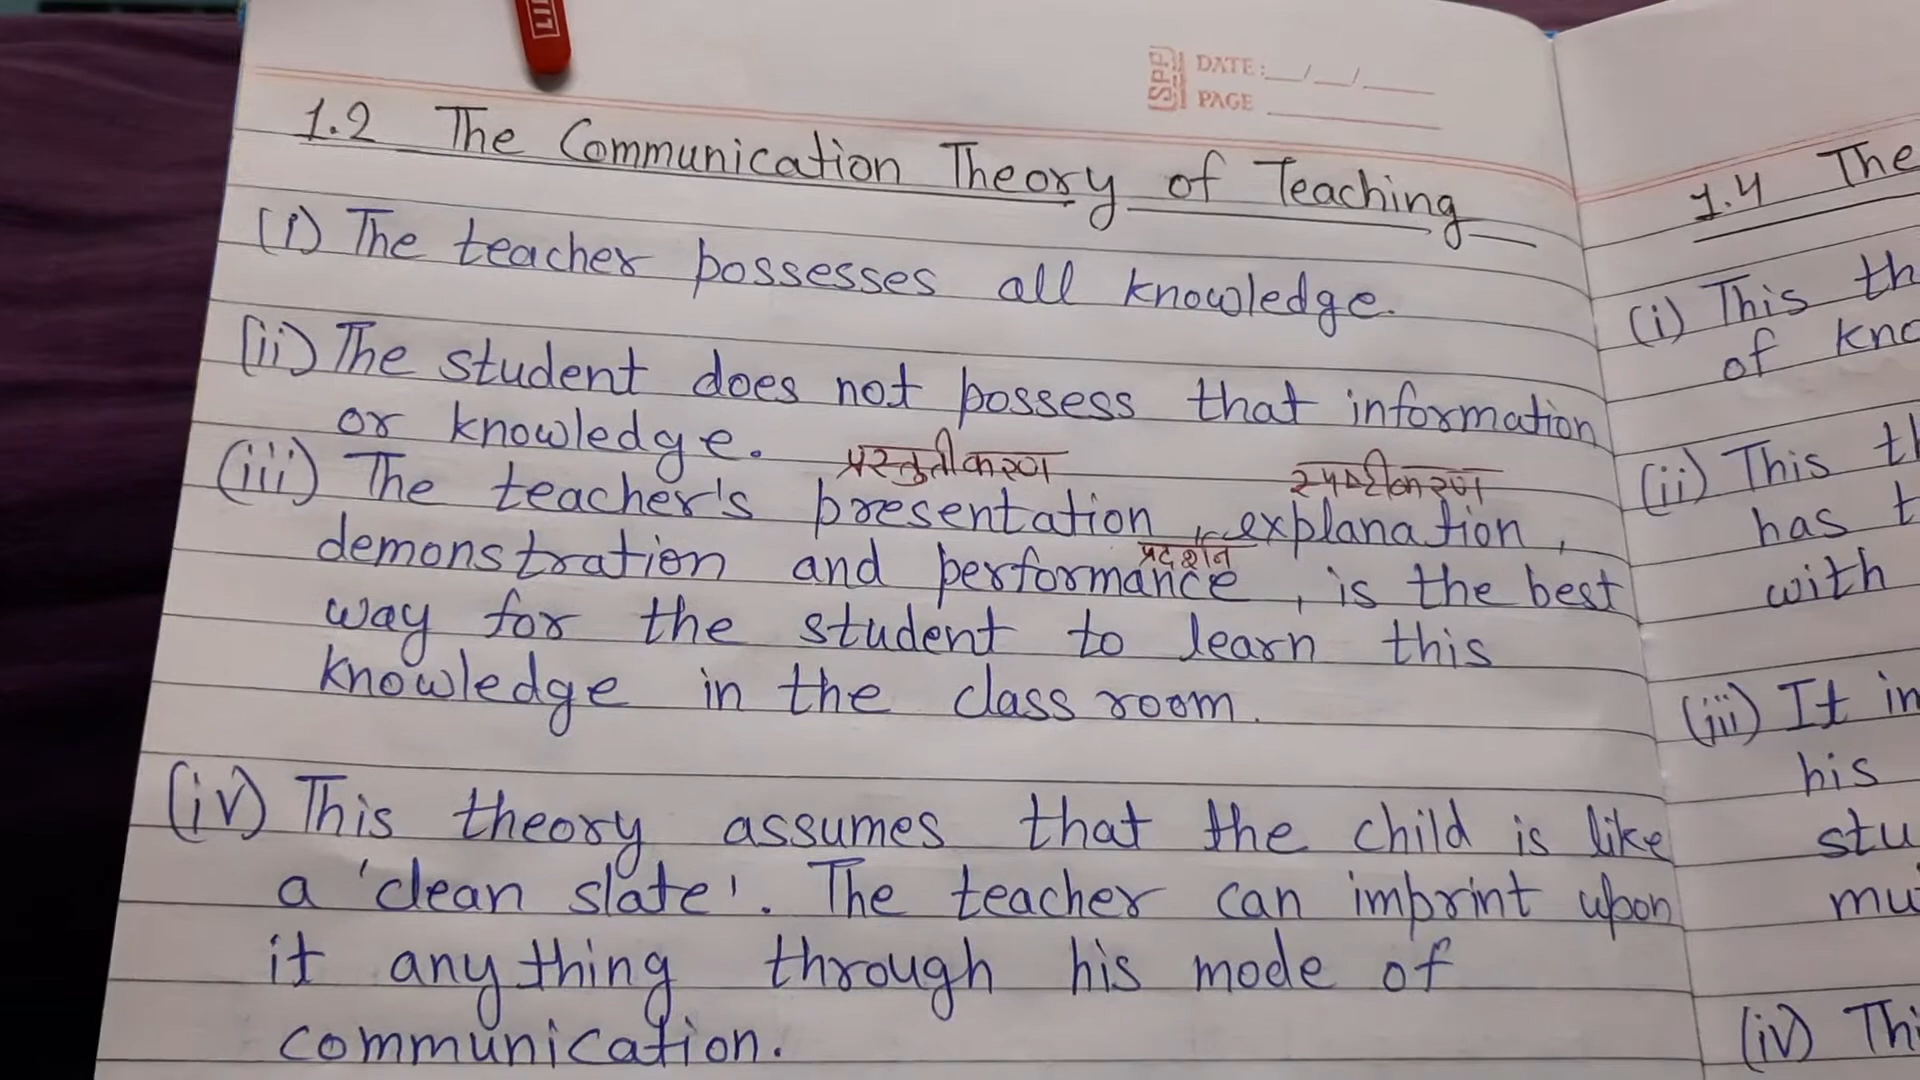 DATE: __/__/____
PAGE
1.2 The Communication Theory of Teaching
(i) The teacher possesses all knowledge.
(ii) The student does not possess that information
or knowledge.
प्रस्तुतीकरण स्पष्टीकरण
(iii) The teacher's presentation, explanation,
प्रदर्शन
demonstration and performance, is the best
way for the student to learn this
knowledge in the class room.
(iv) This theory assumes that the child is like
a 'clean slate'. The teacher can imprint upon
it any thing through his mode of
communication.
1.4 The
(i) This th
of kno
(ii) This th
has t
with
(iii) It in
his
stu
mu
(iv) Thi